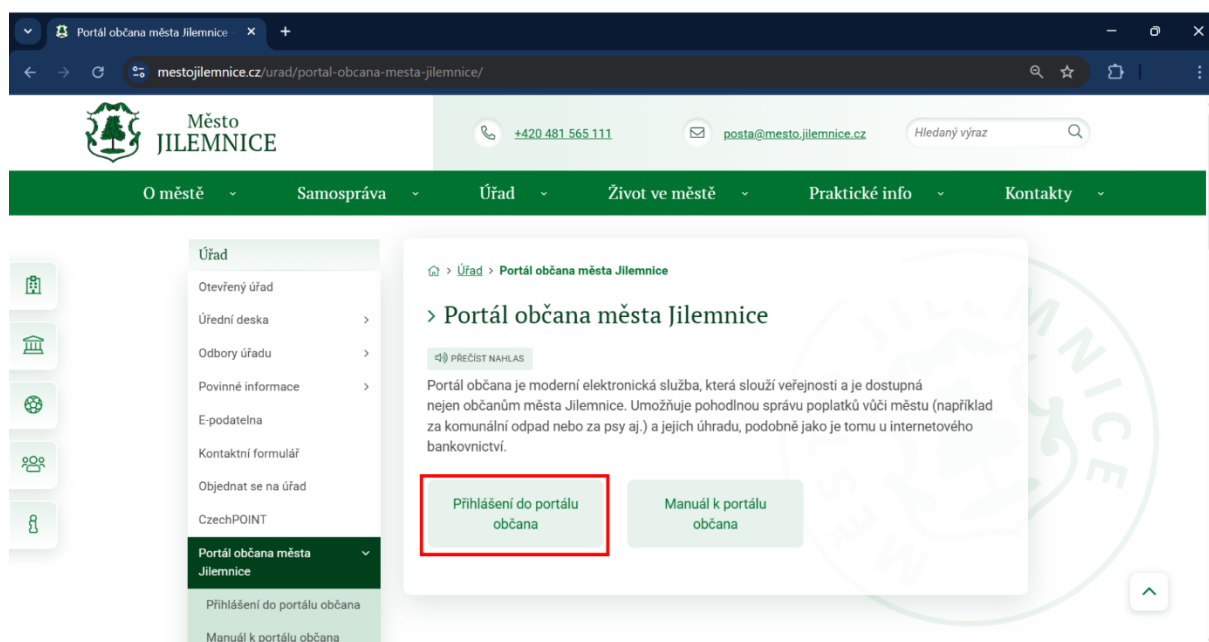 Portál občana města Jilemnice -
mestojilemnice.cz/urad/portal-obcana-mesta-jilemnice/
Město
JILEMNICE
+420 481 565 111
posta@mesto.jilemnice.cz
Hledaný výraz
O městě
Samospráva
Úřad
Život ve městě
Praktické info
Kontakty
Úřad
Otevřený úřad
Úřední deska
Odbory úřadu
Povinné informace
E-podatelna
Kontaktní formulář
Objednat se na úřad
CzechPOINT
Portál občana města
Jilemnice
Přihlášení do portálu občana
Manuál k portálu občana
> Úřad > Portál občana města Jilemnice
> Portál občana města Jilemnice
PŘEČÍST NAHLAS
Portál občana je moderní elektronická služba, která slouží veřejnosti a je dostupná
nejen občanům města Jilemnice. Umožňuje pohodlnou správu poplatků vůči městu (například
za komunální odpad nebo za psy aj.) a jejich úhradu, podobně jako je tomu u internetového
bankovnictví.
Přihlášení do portálu
občana
Manuál k portálu
občana